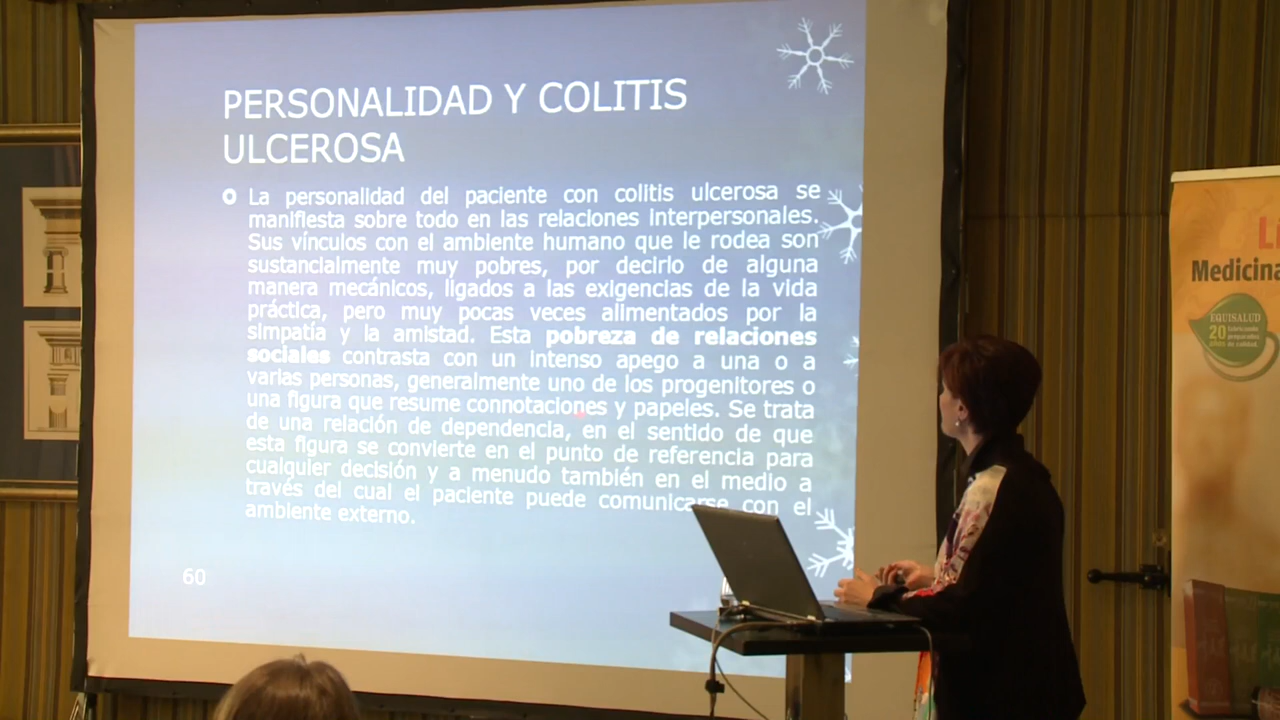 PERSONALIDAD Y COLITIS
ULCEROSA
La personalidad del paciente con colitis ulcerosa se
manifiesta sobre todo en las relaciones interpersonales.
Sus vínculos con el ambiente humano que le rodea son
sustancialmente muy pobres, por decirlo de alguna
manera mecánicos, ligados a las exigencias de la vida
práctica, pero muy pocas veces alimentados por la
simpatía y la amistad. Esta pobreza de relaciones
sociales contrasta con un intenso apego a una o a
varias personas, generalmente uno de los progenitores o
una figura que resume connotaciones y papeles. Se trata
de una relación de dependencia, en el sentido de que
esta figura se convierte en el punto de referencia para
cualquier decisión y a menudo también en el medio a
través del cual el paciente puede comunicarse con el
ambiente externo.
60
Medicina
EQUISALUD
20
años